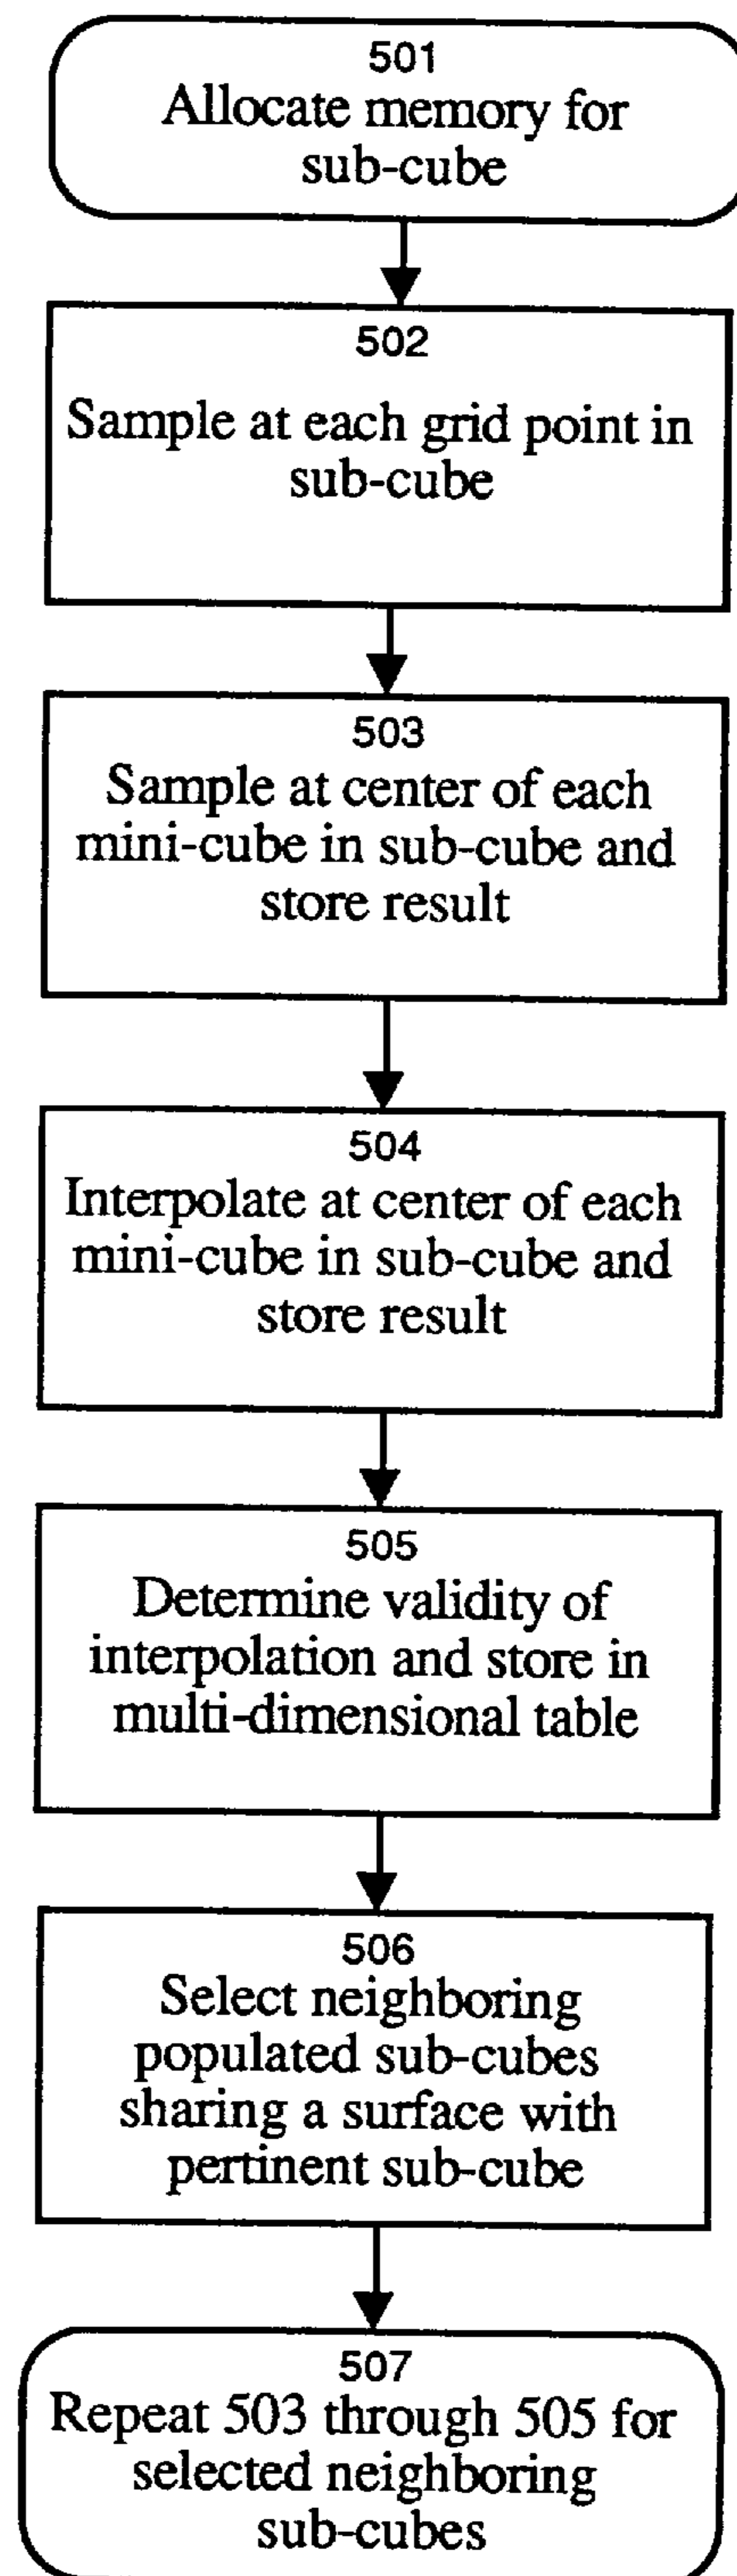 501
Allocate memory for
sub-cube
502
Sample at each grid point in
sub-cube
503
Sample at center of each
mini-cube in sub-cube and
store result
504
Interpolate at center of each
mini-cube in sub-cube and
store result
505
Determine validity of
interpolation and store in
multi-dimensional table
506
Select neighboring
populated sub-cubes
sharing a surface with
pertinent sub-cube
507
Repeat 503 through 505 for
selected neighboring
sub-cubes